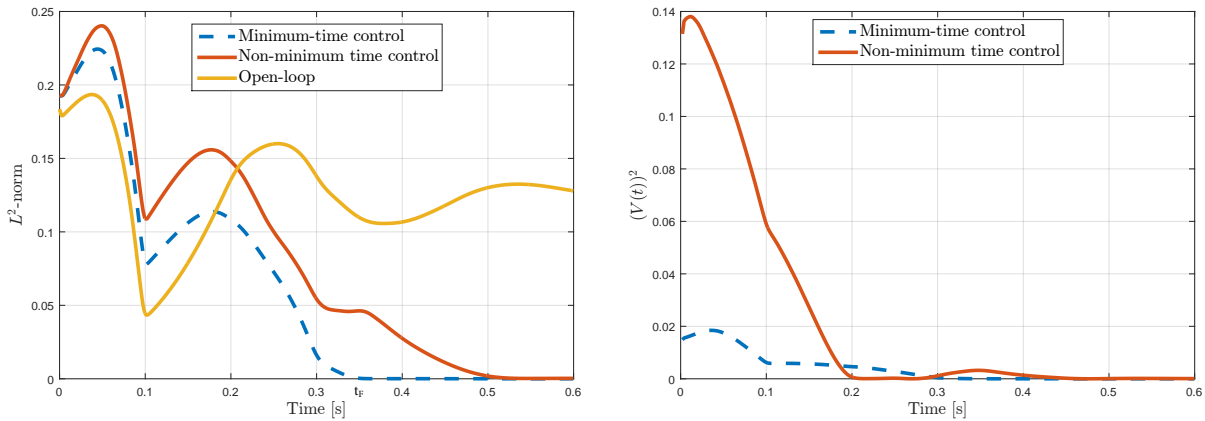 0.25
0.2
0.15
0.1
0.05
0
L²-norm
Minimum-time control
Non-minimum time control
Open-loop
0 0.1 0.2 0.3 t_F 0.4 0.5 0.6
Time [s]
0.14
0.12
0.1
0.08
0.06
0.04
0.02
0
(V(t))²
Minimum-time control
Non-minimum time control
0 0.1 0.2 0.3 0.4 0.5 0.6
Time [s]